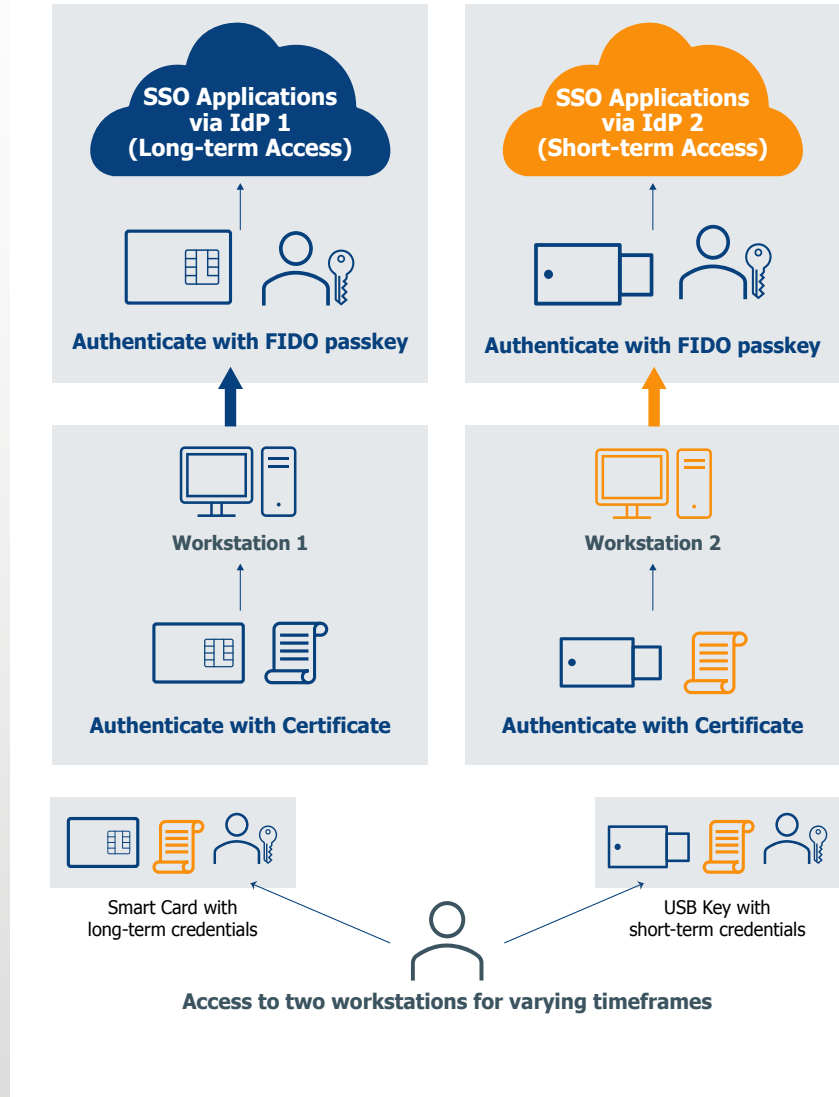 SSO Applications
via IdP 1
(Long-term Access)
Authenticate with FIDO passkey
Workstation 1
Authenticate with Certificate
SSO Applications
via IdP 2
(Short-term Access)
Authenticate with FIDO passkey
Workstation 2
Authenticate with Certificate
Smart Card with
long-term credentials
USB Key with
short-term credentials
Access to two workstations for varying timeframes